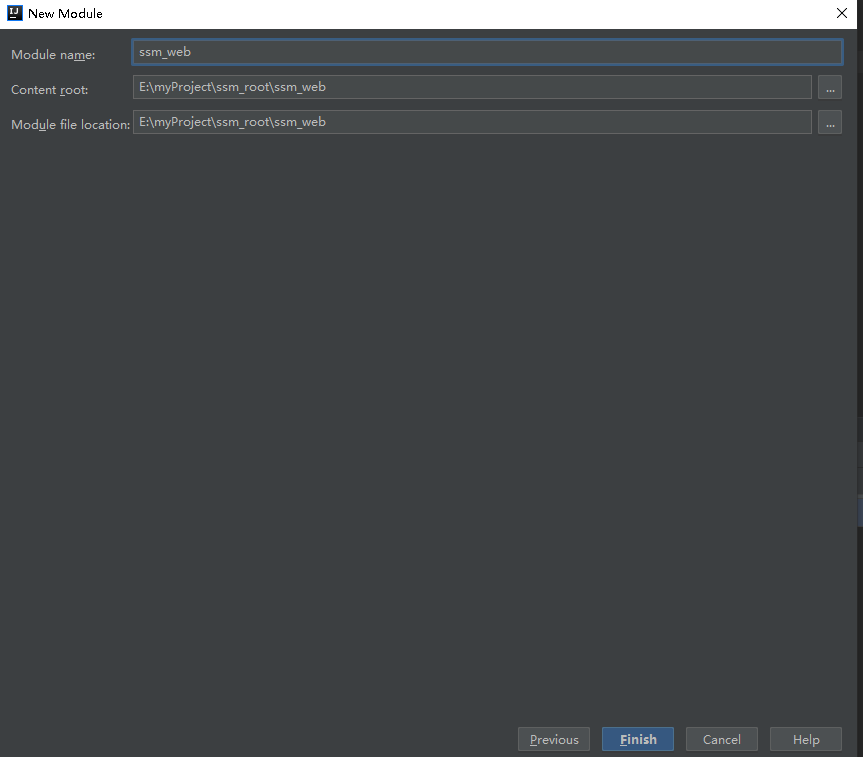 IJ New Module
Module name: ssm_web
Content root: E:\myProject\ssm_root\ssm_web ...
Module file location: E:\myProject\ssm_root\ssm_web ...
Previous Finish Cancel Help